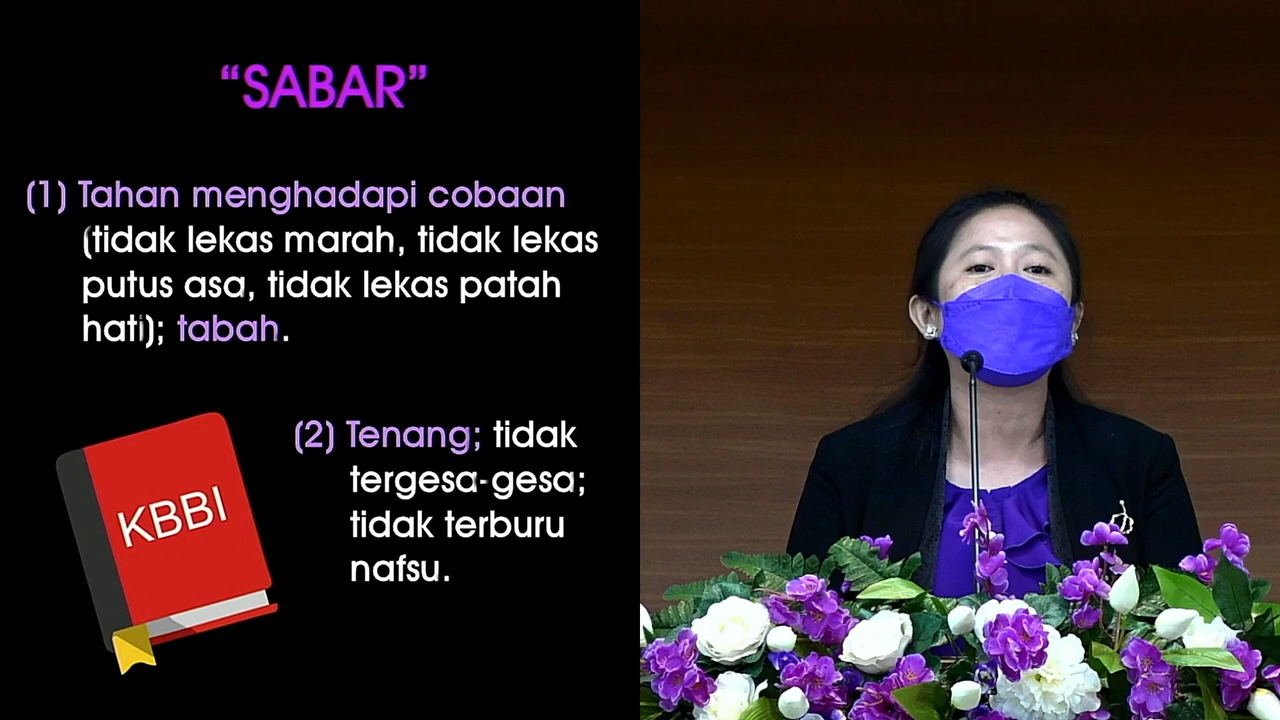 “SABAR”
(1) Tahan menghadapi cobaan
(tidak lekas marah, tidak lekas
putus asa, tidak lekas patah
hati); tabah.
KBBI
(2) Tenang; tidak
tergesa-gesa;
tidak terburu
nafsu.